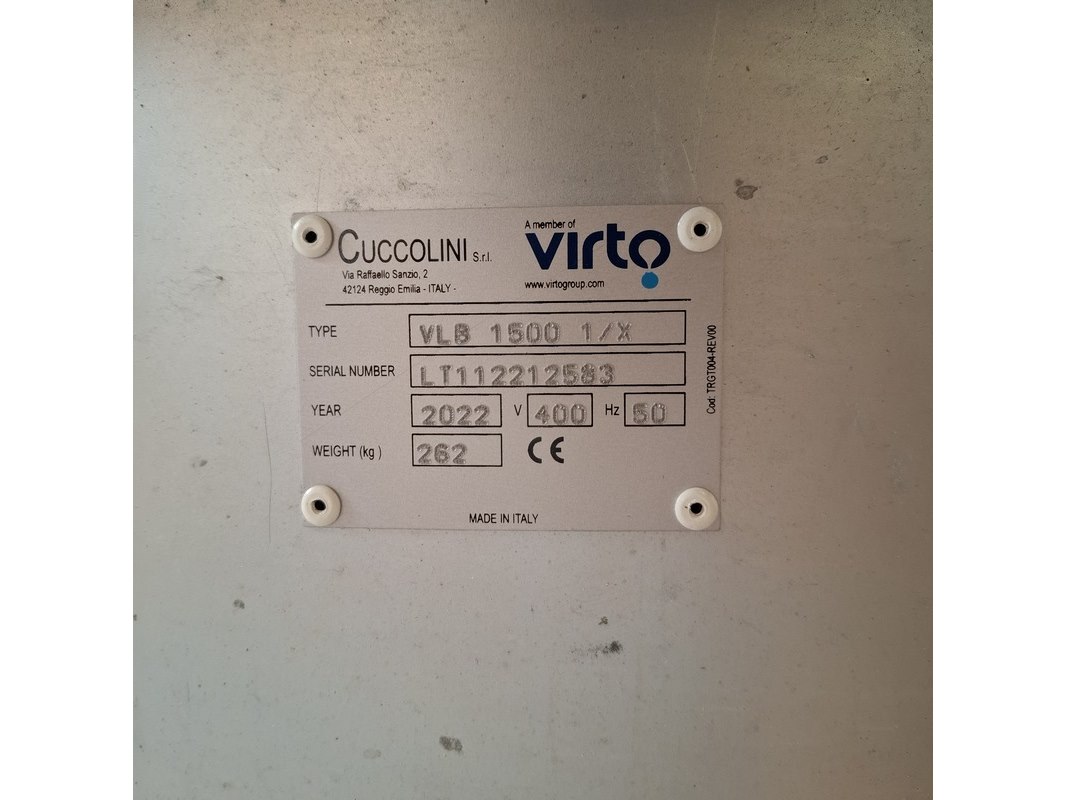 CUCCOLINI S.r.l.
Via Raffaello Sanzio, 2
42124 Reggio Emilia - ITALY -
A member of
virto
www.virtogroup.com
TYPE VLB 1500 1/X
SERIAL NUMBER LT112212583
YEAR 2022 V 400 Hz 50
WEIGHT (kg ) 262 CE
MADE IN ITALY
Cod: TRGT004-REV00